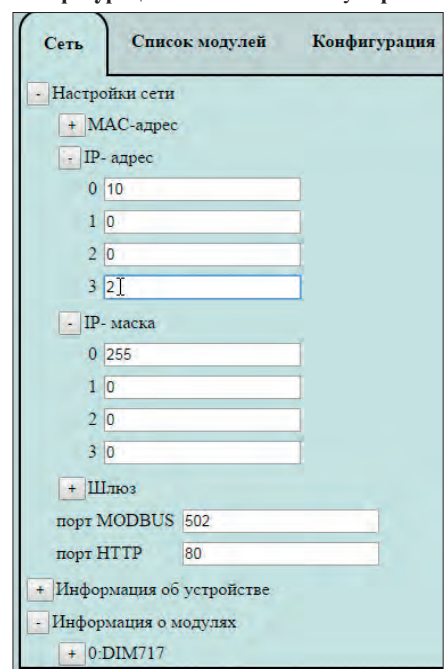 Сеть Список модулей Конфигурация
- Настройки сети
+ MAC-адрес
- IP- адрес
0 10
1 0
2 0
3 2
- IP- маска
0 255
1 0
2 0
3 0
+ Шлюз
порт MODBUS 502
порт HTTP 80
+ Информация об устройстве
- Информация о модулях
+ 0:DIM717